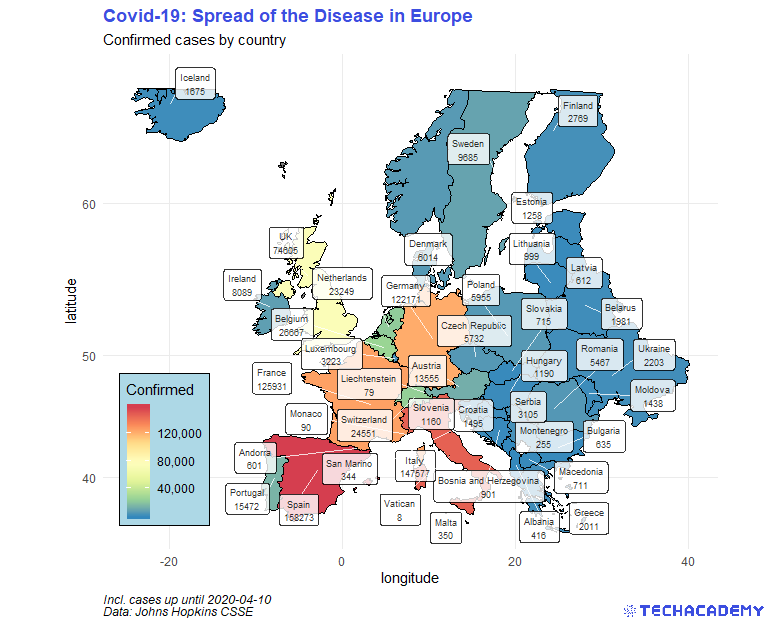 Covid-19: Spread of the Disease in Europe
Confirmed cases by country
Iceland
1675
Finland
2769
Sweden
9685
60
Estonia
1258
UK
74605
Denmark
6014
Lithuania
999
Latvia
612
Ireland
8089
Netherlands
23249
Germany
122171
Poland
5955
Belgium
26667
Slovakia
715
Belarus
1981
Czech Republic
5732
latitude
50
Luxembourg
3223
Romania
5467
Ukraine
2203
Austria
13555
Hungary
1190
France
125931
Liechtenstein
79
Moldova
1438
Confirmed
120,000
80,000
40,000
Monaco
90
Switzerland
24551
Slovenia
1160
Croatia
1495
Serbia
3105
Montenegro
255
Bulgaria
635
Andorra
601
San Marino
344
Italy
147577
40
Bosnia and Herzegovina
901
Macedonia
711
Portugal
15472
Spain
158273
Vatican
8
Malta
350
Albania
416
Greece
2011
-20
0
20
40
longitude
Incl. cases up until 2020-04-10
Data: Johns Hopkins CSSE
TECHACADEMY